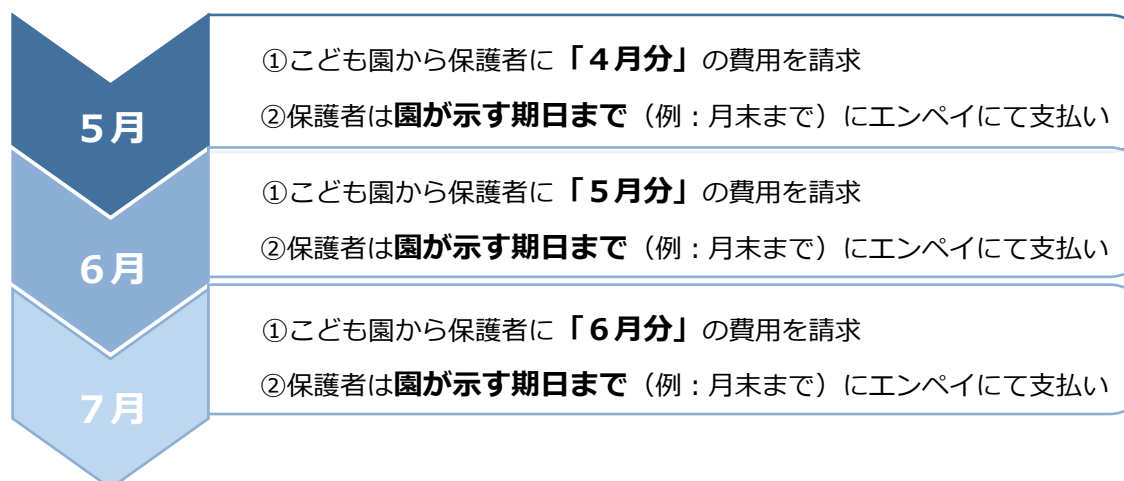 5月
①こども園から保護者に「４月分」の費用を請求
②保護者は園が示す期日まで（例：月末まで）にエンペイにて支払い
6月
①こども園から保護者に「５月分」の費用を請求
②保護者は園が示す期日まで（例：月末まで）にエンペイにて支払い
7月
①こども園から保護者に「６月分」の費用を請求
②保護者は園が示す期日まで（例：月末まで）にエンペイにて支払い